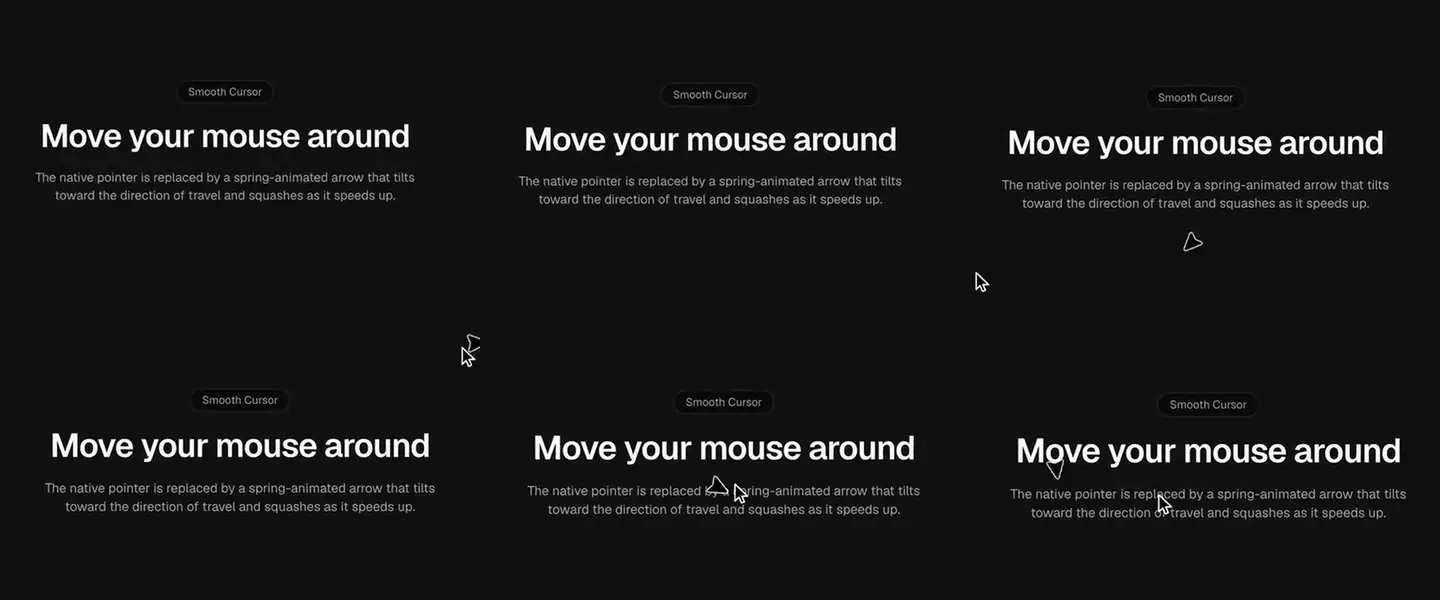 Smooth Cursor
Move your mouse around
The native pointer is replaced by a spring-animated arrow that tilts
toward the direction of travel and squashes as it speeds up.
Smooth Cursor
Move your mouse around
The native pointer is replaced by a spring-animated arrow that tilts
toward the direction of travel and squashes as it speeds up.
Smooth Cursor
Move your mouse around
The native pointer is replaced by a spring-animated arrow that tilts
toward the direction of travel and squashes as it speeds up.
Smooth Cursor
Move your mouse around
The native pointer is replaced by a spring-animated arrow that tilts
toward the direction of travel and squashes as it speeds up.
Smooth Cursor
Move your mouse around
The native pointer is replaced by a spring-animated arrow that tilts
toward the direction of travel and squashes as it speeds up.
Smooth Cursor
Move your mouse around
The native pointer is replaced by a spring-animated arrow that tilts
toward the direction of travel and squashes as it speeds up.